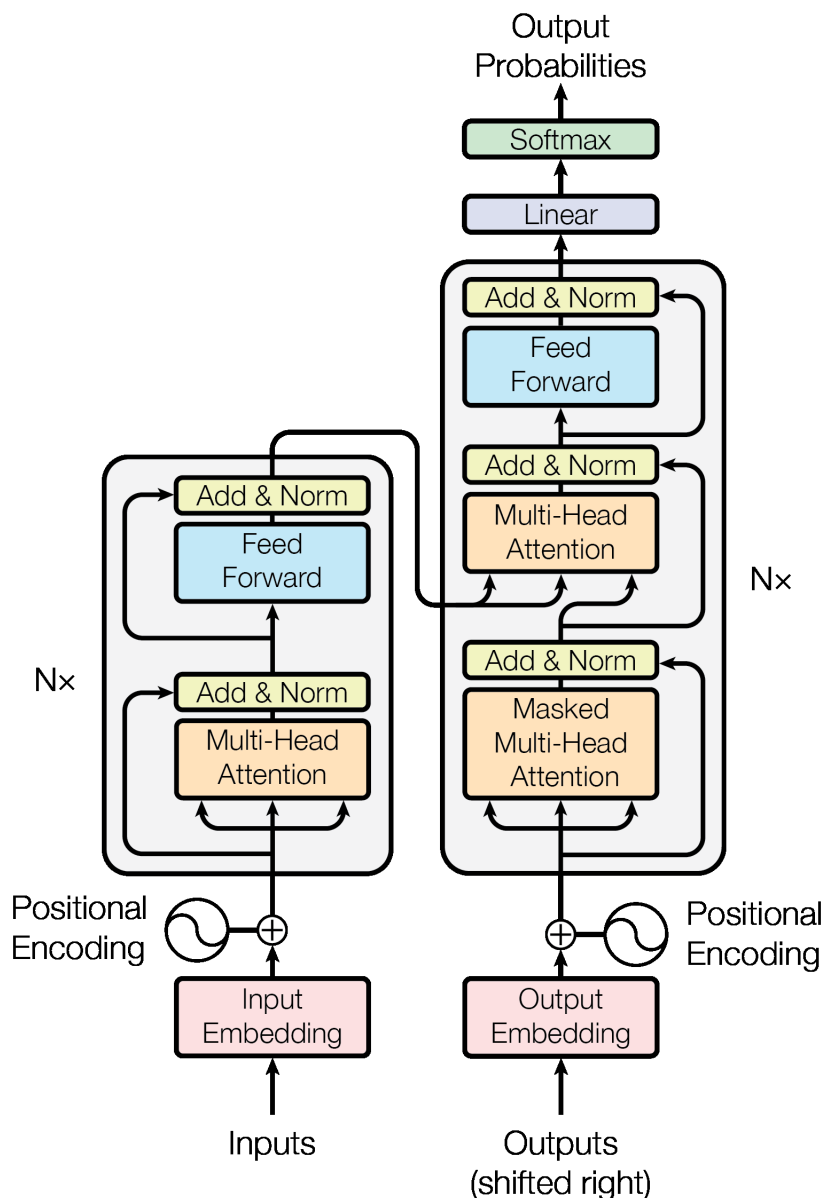 Output
Probabilities
Softmax
Linear
Add & Norm
Feed
Forward
Add & Norm
Multi-Head
Attention
Add & Norm
Masked
Multi-Head
Attention
N×
Add & Norm
Feed
Forward
Add & Norm
Multi-Head
Attention
N×
Positional
Encoding
Positional
Encoding
Input
Embedding
Output
Embedding
Inputs
Outputs
(shifted right)